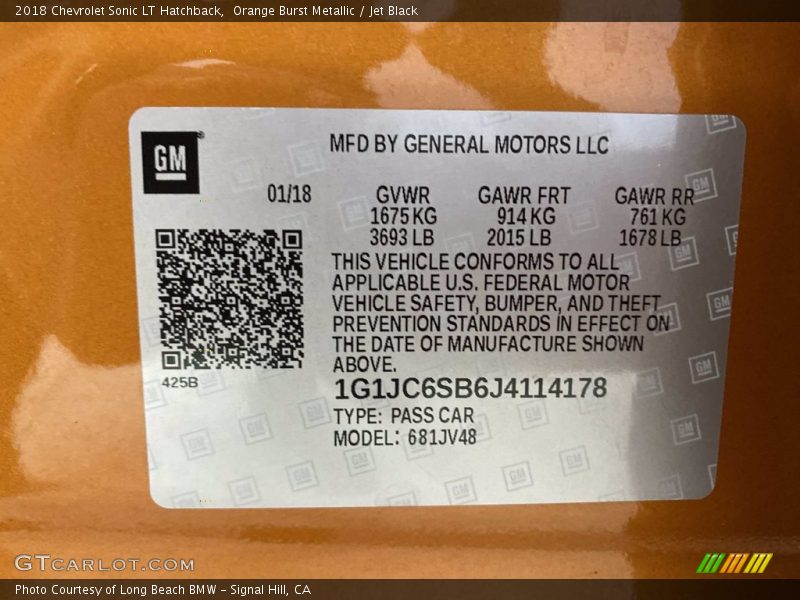 2018 Chevrolet Sonic LT Hatchback,  Orange Burst Metallic / Jet Black
GM
MFD BY GENERAL MOTORS LLC
01/18
GVWR GAWR FRT GAWR RR
1675 KG 914 KG 761 KG
3693 LB 2015 LB 1678 LB
THIS VEHICLE CONFORMS TO ALL
APPLICABLE U.S. FEDERAL MOTOR
VEHICLE SAFETY, BUMPER, AND THEFT
PREVENTION STANDARDS IN EFFECT ON
THE DATE OF MANUFACTURE SHOWN
ABOVE.
425B
1G1JC6SB6J4114178
TYPE: PASS CAR
MODEL: 681JV48
GTCARLOT.COM
Photo Courtesy of Long Beach BMW - Signal Hill, CA